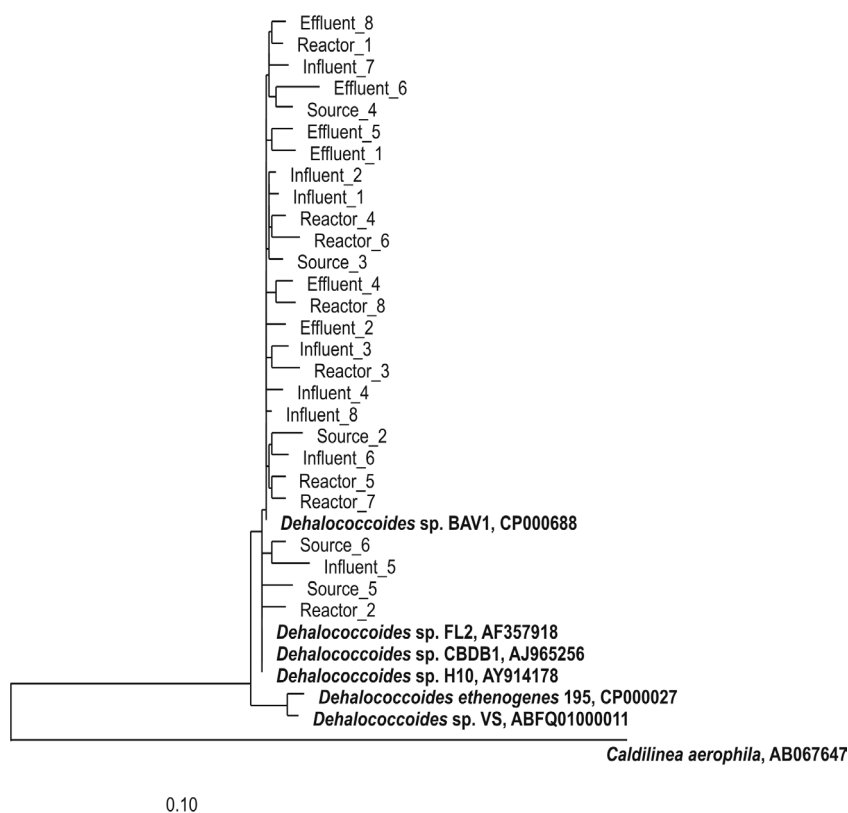 Effluent_8
Reactor_1
Influent_7
Effluent_6
Source_4
Effluent_5
Effluent_1
Influent_2
Influent_1
Reactor_4
Reactor_6
Source_3
Effluent_4
Reactor_8
Effluent_2
Influent_3
Reactor_3
Influent_4
Influent_8
Source_2
Influent_6
Reactor_5
Reactor_7
Dehalococcoides sp. BAV1, CP000688
Source_6
Influent_5
Source_5
Reactor_2
Dehalococcoides sp. FL2, AF357918
Dehalococcoides sp. CBDB1, AJ965256
Dehalococcoides sp. H10, AY914178
Dehalococcoides ethenogenes 195, CP000027
Dehalococcoides sp. VS, ABFQ01000011
Caldilinea aerophila, AB067647
0.10